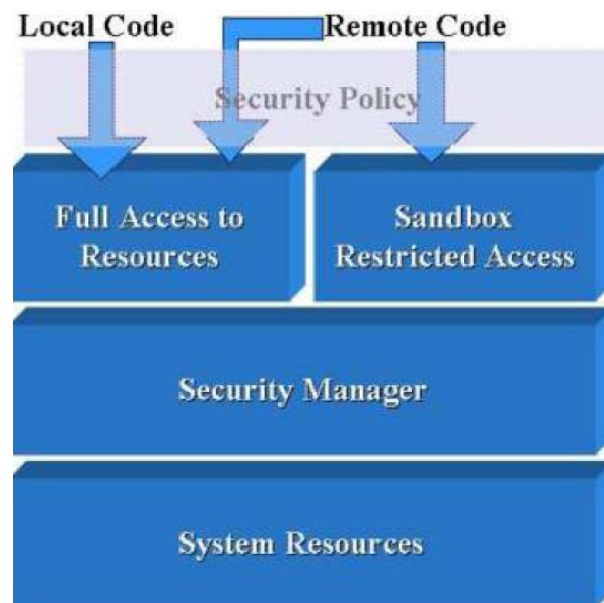 Local Code Remote Code
Security Policy
Full Access to
Resources
Sandbox
Restricted Access
Security Manager
System Resources